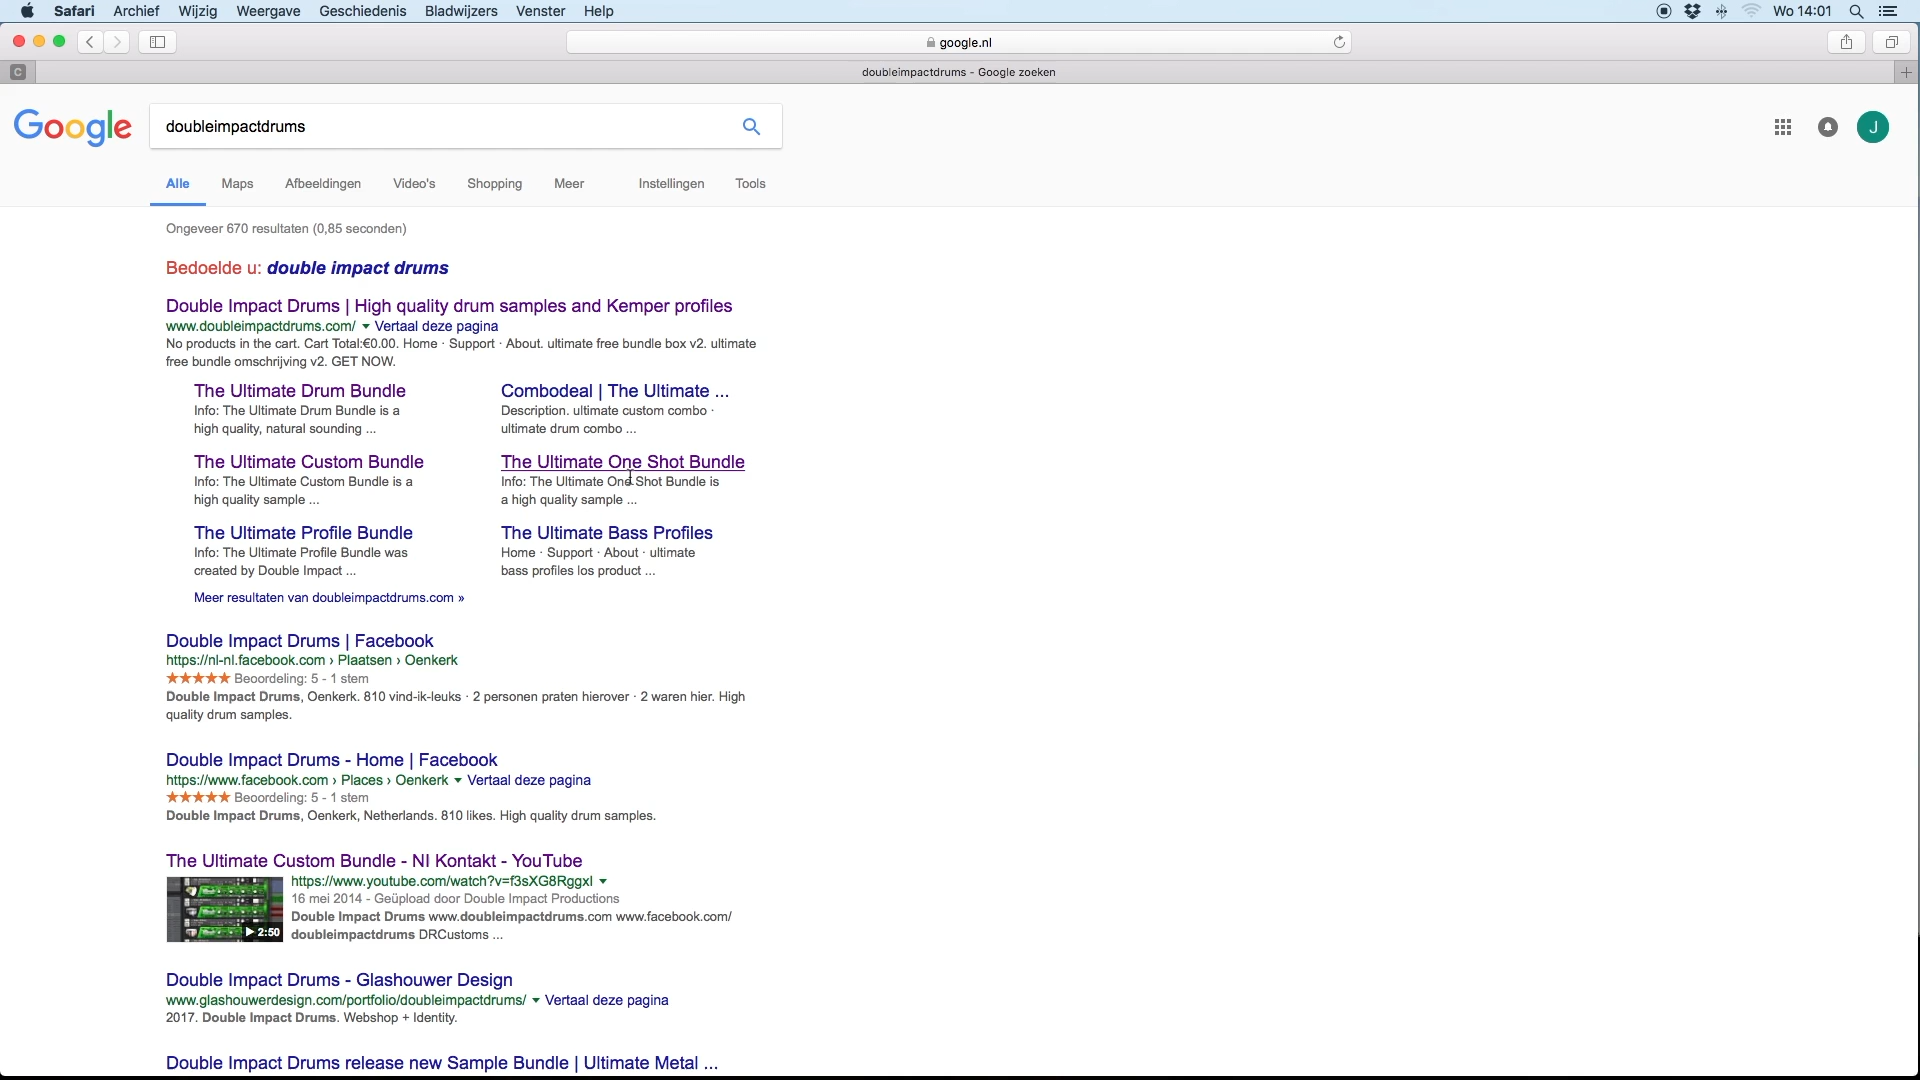 Safari Archief Wijzig Weergave Geschiedenis Bladwijzers Venster Help Wo 14:01
google.nl
C doubleimpactdrums - Google zoeken
Google doubleimpactdrums J
Alle Maps Afbeeldingen Video's Shopping Meer Instellingen Tools
Ongeveer 670 resultaten (0,85 seconden)
Bedoelde u: double impact drums
Double Impact Drums | High quality drum samples and Kemper profiles
www.doubleimpactdrums.com/ Vertaal deze pagina
No products in the cart. Cart Total:€0.00. Home · Support · About. ultimate free bundle box v2. ultimate
free bundle omschrijving v2. GET NOW.
The Ultimate Drum Bundle
Info: The Ultimate Drum Bundle is a
high quality, natural sounding ...
Combodeal | The Ultimate ...
Description. ultimate custom combo ·
ultimate drum combo ...
The Ultimate Custom Bundle
Info: The Ultimate Custom Bundle is a
high quality sample ...
The Ultimate One Shot Bundle
Info: The Ultimate One Shot Bundle is
a high quality sample ...
The Ultimate Profile Bundle
Info: The Ultimate Profile Bundle was
created by Double Impact ...
The Ultimate Bass Profiles
Home · Support · About · ultimate
bass profiles los product ...
Meer resultaten van doubleimpactdrums.com »
Double Impact Drums | Facebook
https://nl-nl.facebook.com › Plaatsen › Oenkerk
★★★★★ Beoordeling: 5 - 1 stem
Double Impact Drums, Oenkerk. 810 vind-ik-leuks · 2 personen praten hierover · 2 waren hier. High
quality drum samples.
Double Impact Drums - Home | Facebook
https://www.facebook.com › Places › Oenkerk Vertaal deze pagina
★★★★★ Beoordeling: 5 - 1 stem
Double Impact Drums, Oenkerk, Netherlands. 810 likes. High quality drum samples.
The Ultimate Custom Bundle - NI Kontakt - YouTube
2:50
https://www.youtube.com/watch?v=f3sXG8RggxI
16 mei 2014 - Geüpload door Double Impact Productions
Double Impact Drums www.doubleimpactdrums.com www.facebook.com/
doubleimpactdrums DRCustoms ...
Double Impact Drums - Glashouwer Design
www.glashouwerdesign.com/portfolio/doubleimpactdrums/ Vertaal deze pagina
2017. Double Impact Drums. Webshop + Identity.
Double Impact Drums release new Sample Bundle | Ultimate Metal ...